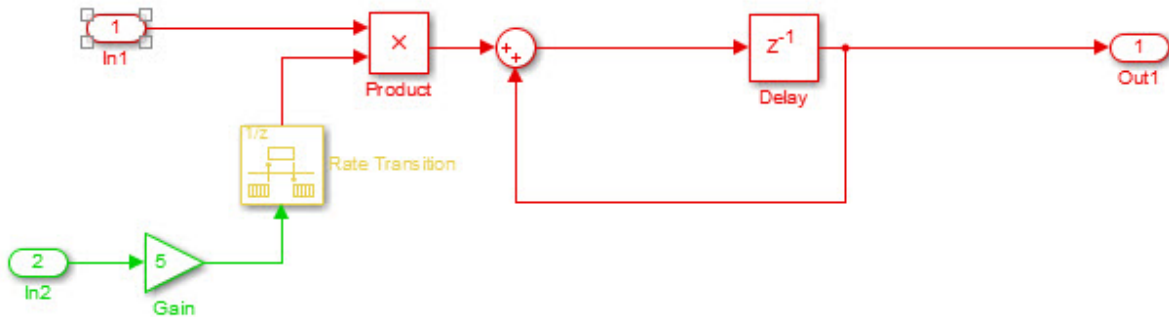 1
In1
×
Product
+
+
z-1
Delay
1
Out1
1/z
Rate Transition
2
In2
5
Gain